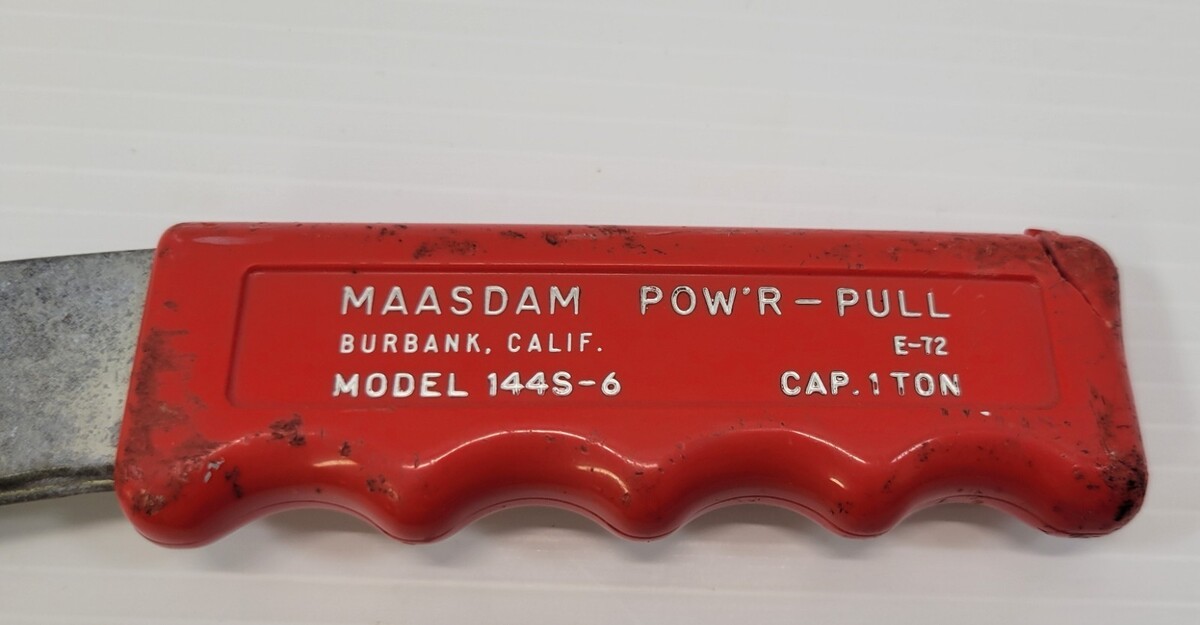 MAASDAM POW'R-PULL
BURBANK, CALIF. E-72
MODEL 144S-6 CAP. 1 TON